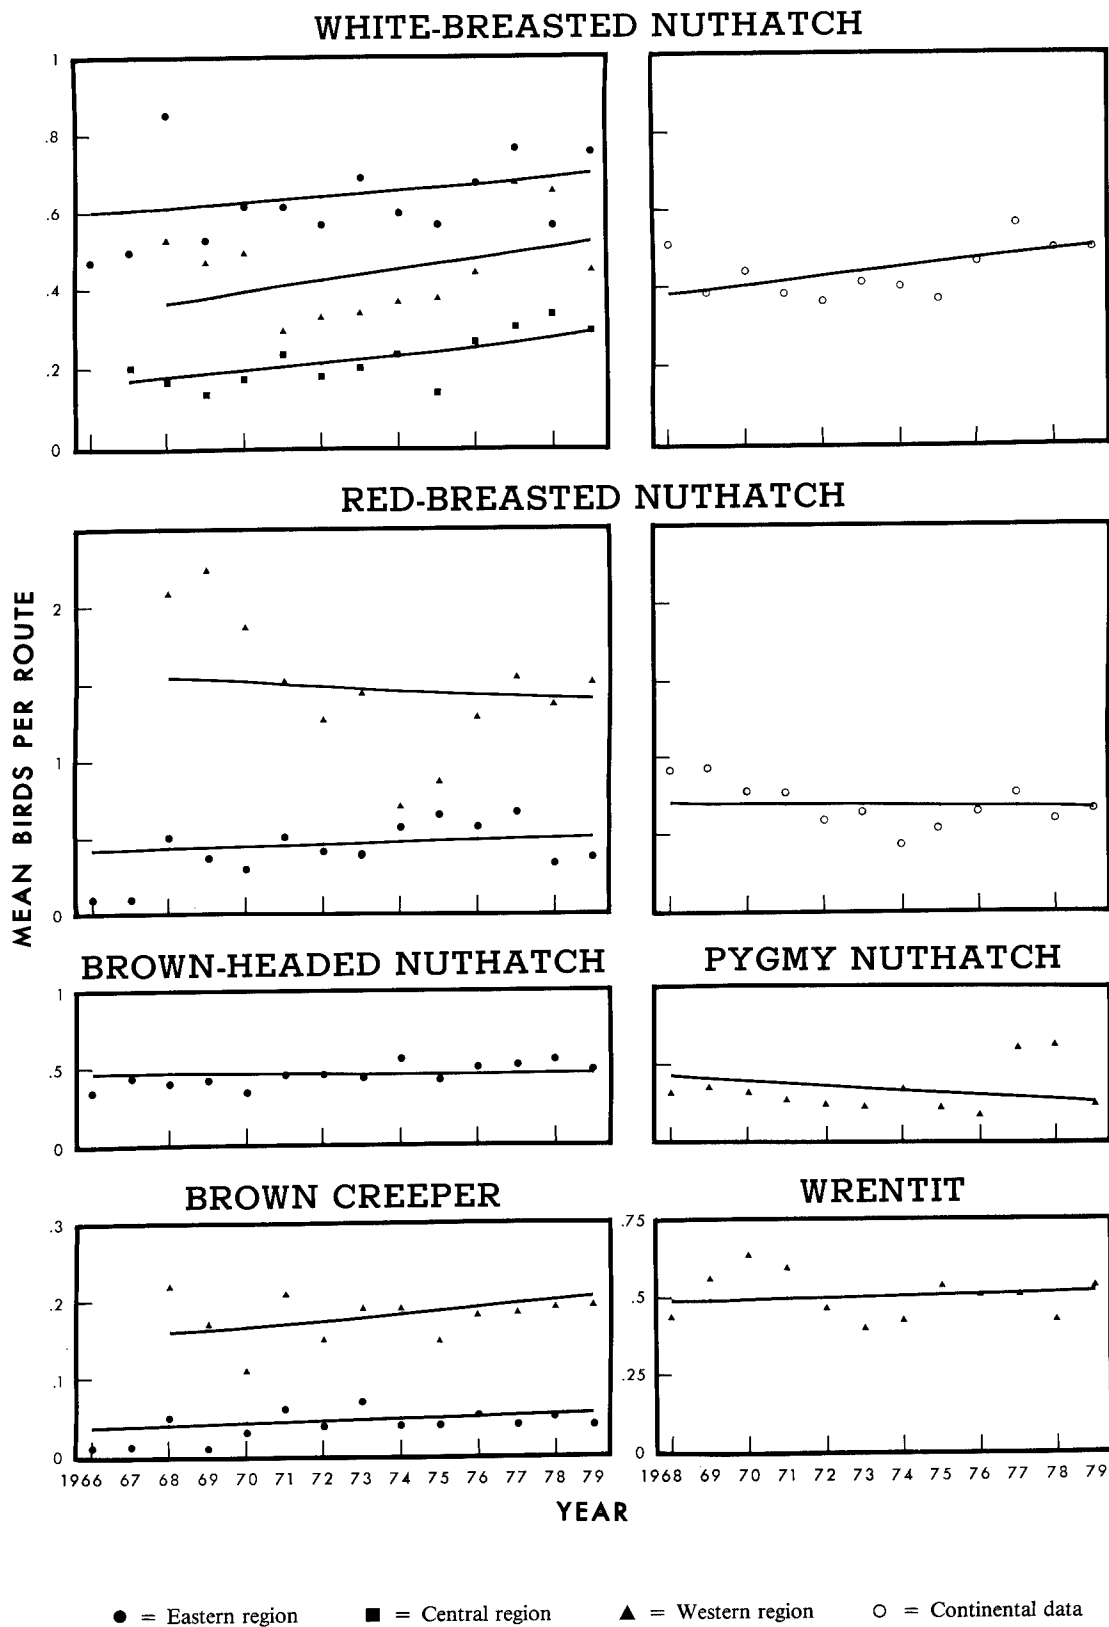 WHITE-BREASTED NUTHATCH
1
.8
.6
.4
.2
0
RED-BREASTED NUTHATCH
2
1
0
MEAN BIRDS PER ROUTE
BROWN-HEADED NUTHATCH
PYGMY NUTHATCH
1
.5
0
BROWN CREEPER
WRENTIT
.3
.2
.1
0
.75
.5
.25
0
1966 67 68 69 70 71 72 73 74 75 76 77 78 79
1968 69 70 71 72 73 74 75 76 77 78 79
YEAR
● = Eastern region ■ = Central region ▲ = Western region ○ = Continental data